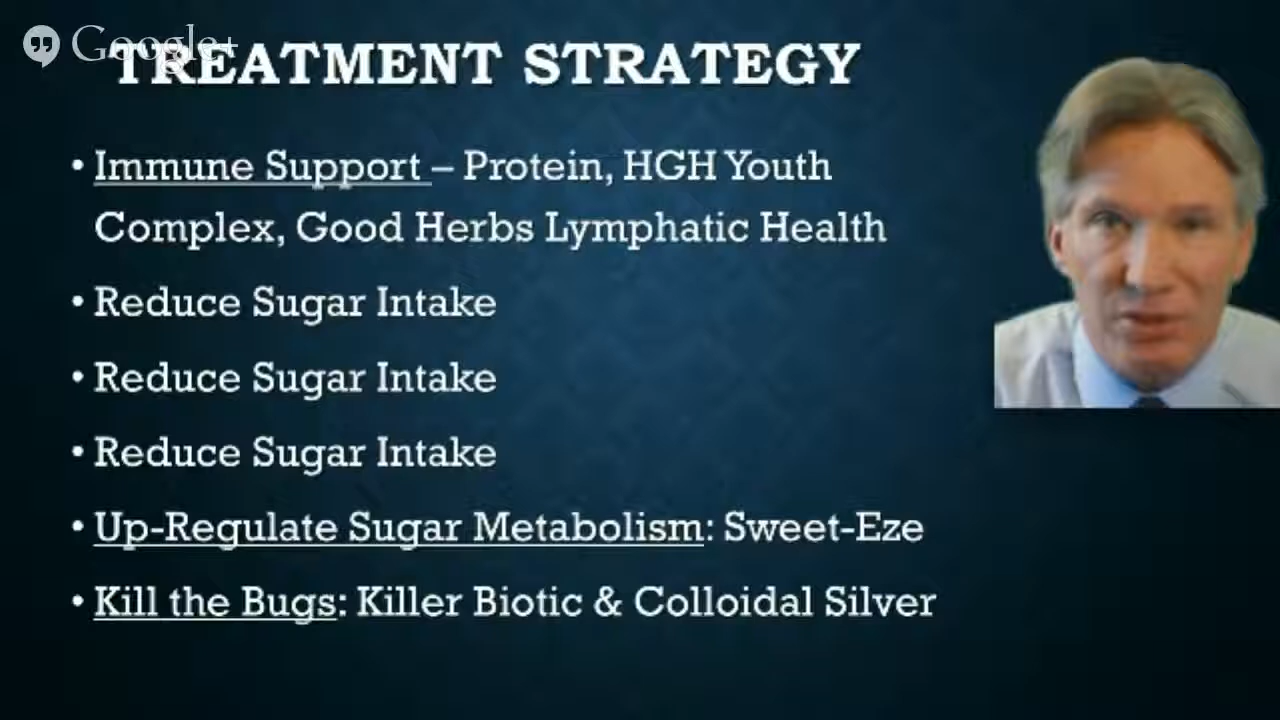 Google+
TREATMENT STRATEGY
• Immune Support – Protein, HGH Youth
Complex, Good Herbs Lymphatic Health
• Reduce Sugar Intake
• Reduce Sugar Intake
• Reduce Sugar Intake
• Up-Regulate Sugar Metabolism: Sweet-Eze
• Kill the Bugs: Killer Biotic & Colloidal Silver